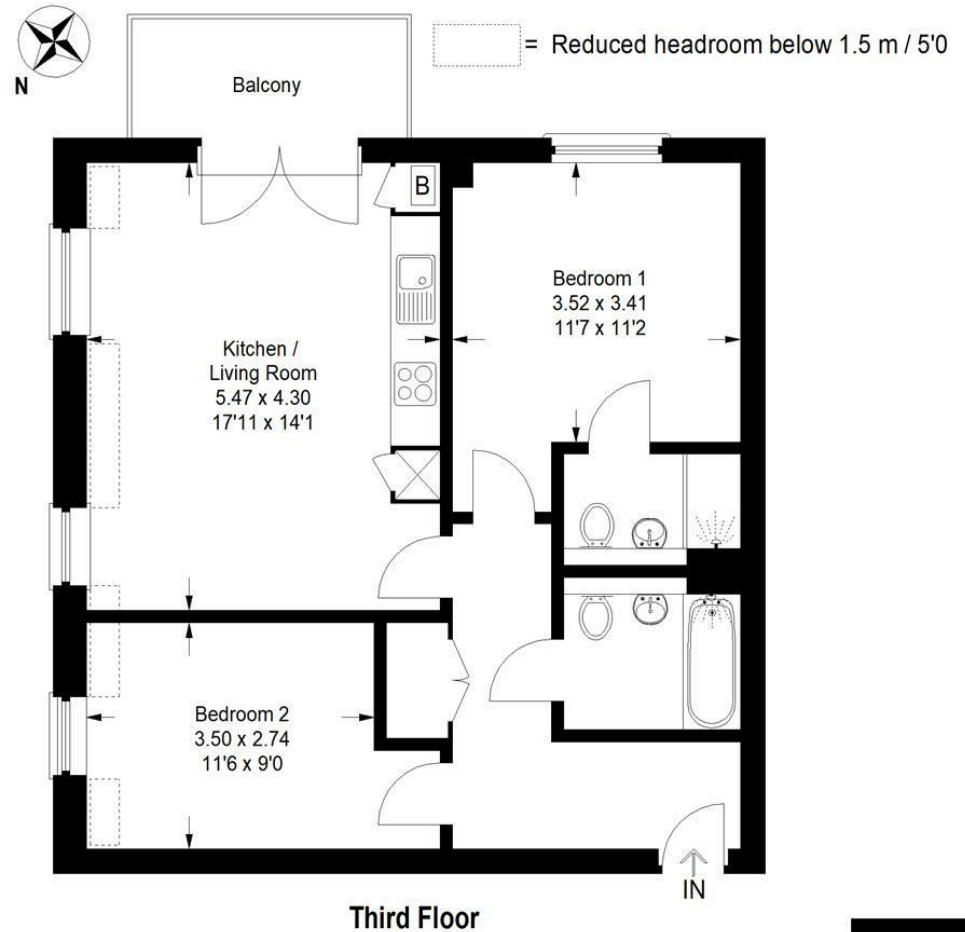 N
= Reduced headroom below 1.5 m / 5'0
Balcony
B
Bedroom 1
3.52 x 3.41
11'7 x 11'2
Kitchen /
Living Room
5.47 x 4.30
17'11 x 14'1
Bedroom 2
3.50 x 2.74
11'6 x 9'0
IN
Third Floor